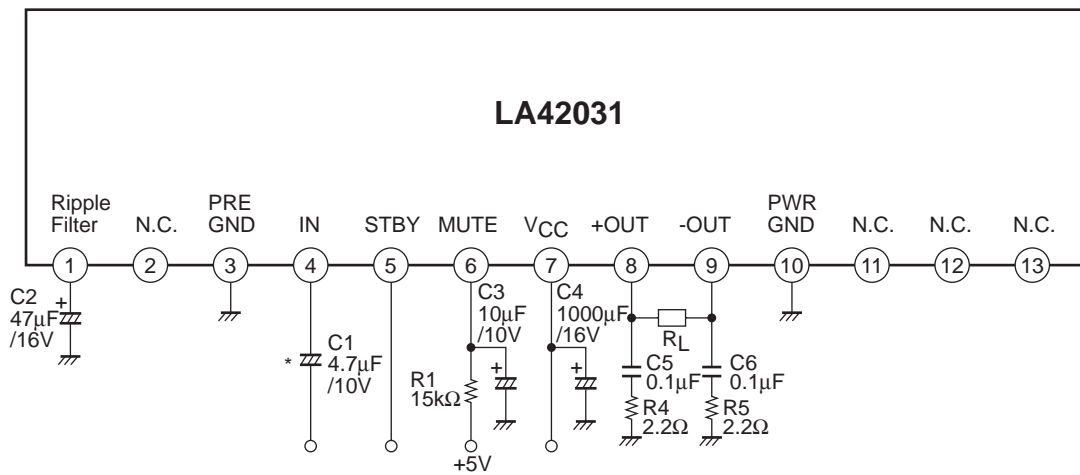 LA42031
Ripple
Filter
N.C.
PRE
GND
IN
STBY
MUTE
VCC
+OUT
-OUT
PWR
GND
N.C.
N.C.
N.C.
1
2
3
4
5
6
7
8
9
10
11
12
13
C2
47μF
/16V
+
* C1
4.7μF
/10V
R1
15kΩ
+5V
C3
10μF
/10V
+
C4
1000μF
/16V
+
RL
C5
0.1μF
R4
2.2Ω
C6
0.1μF
R5
2.2Ω